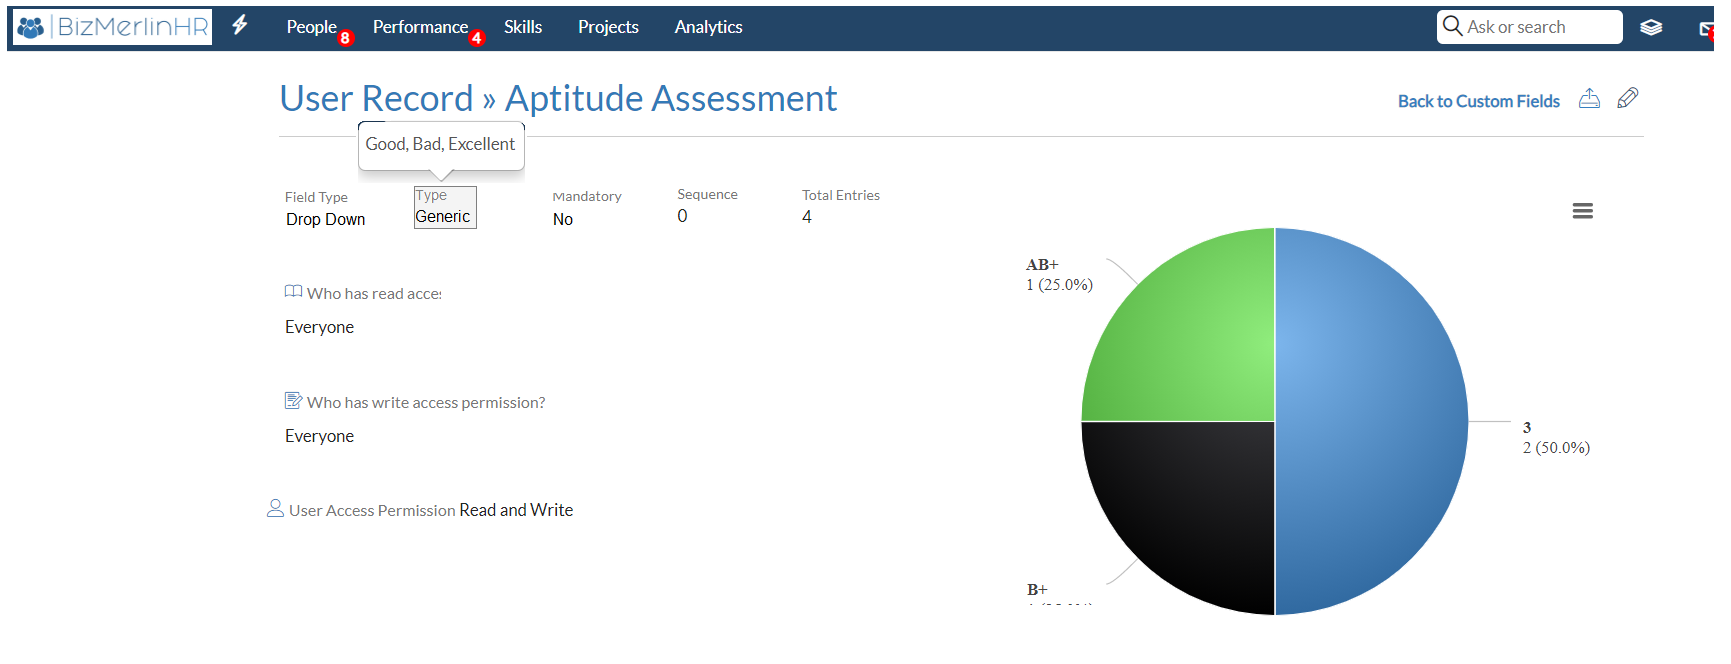 BizMerlinHR
People 8 Performance 4 Skills Projects Analytics
Ask or search
User Record » Aptitude Assessment
Back to Custom Fields
Good, Bad, Excellent
Field Type
Drop Down
Type
Generic
Mandatory
No
Sequence
0
Total Entries
4
Who has read
Everyone
Who has write access permission?
Everyone
User Access Permission Read and Write
AB+
1 (25.0%)
3
2 (50.0%)
B+